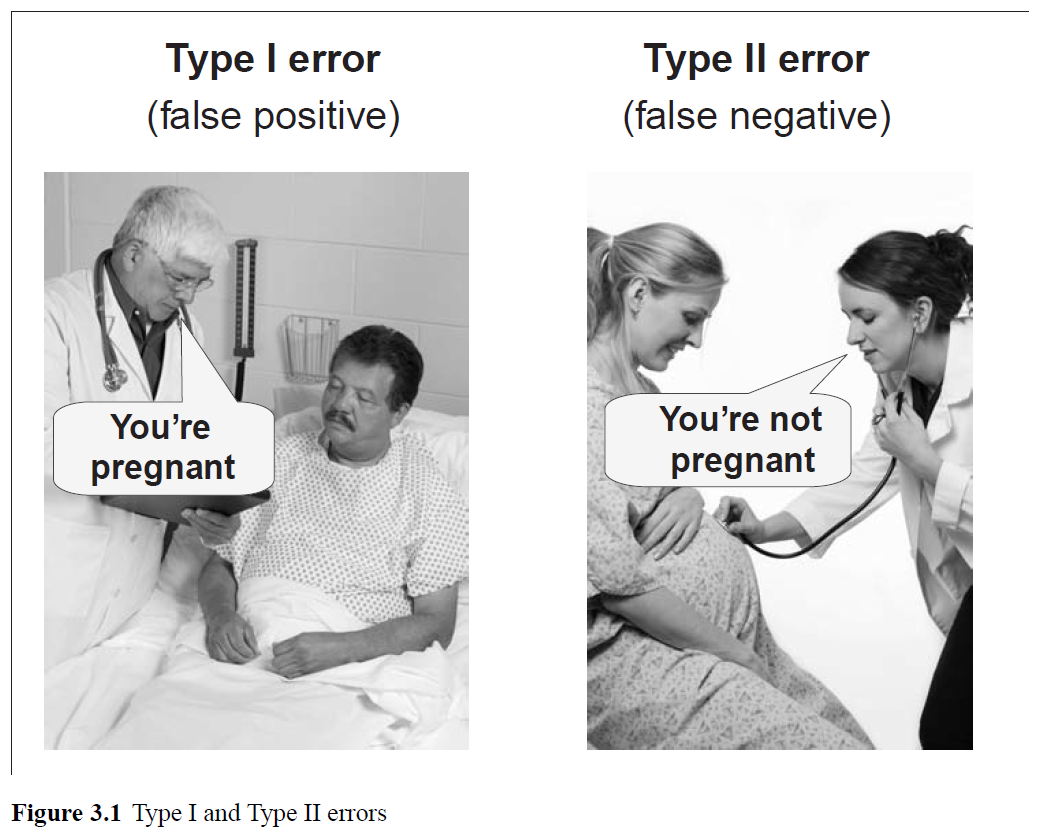 Type I error
(false positive)
You're
pregnant
Type II error
(false negative)
You're not
pregnant
Figure 3.1 Type I and Type II errors